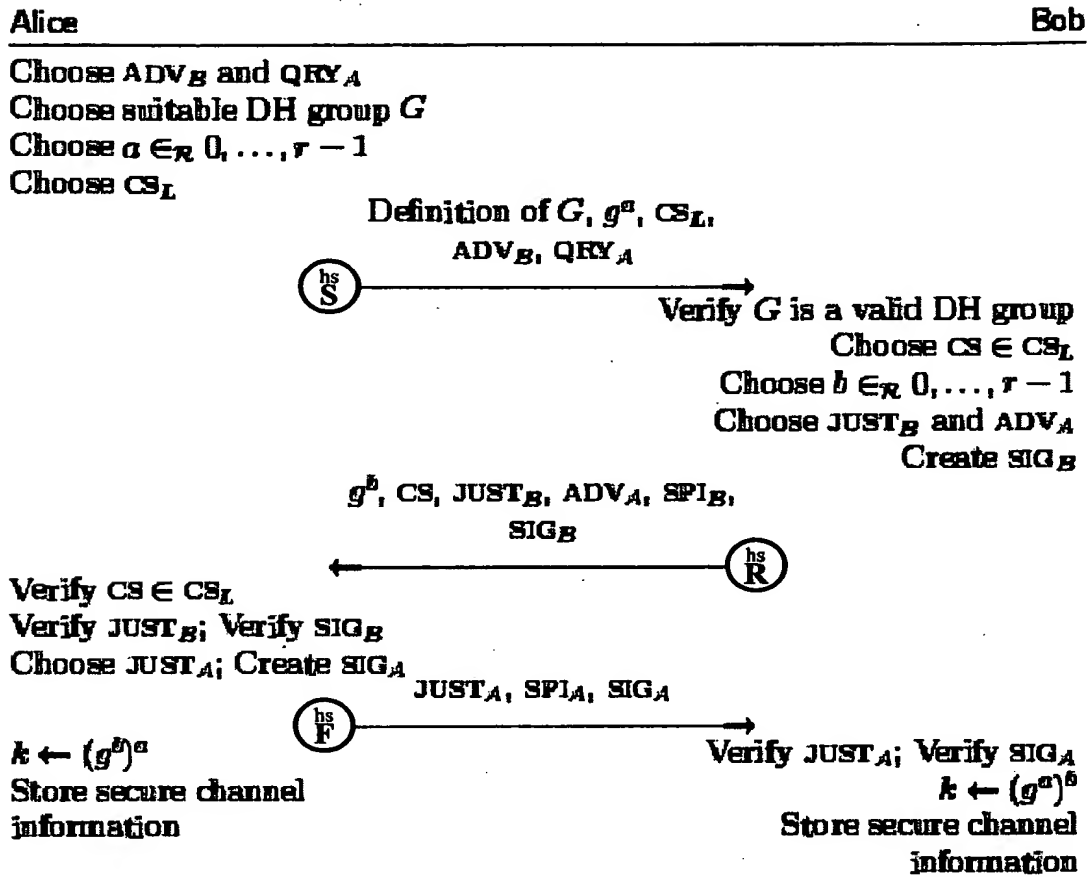 Alice Bob
Choose ADV_B and QRY_A
Choose suitable DH group G
Choose a ∈_R 0, …, r − 1
Choose CS_L
Definition of G, g^a, CS_L,
ADV_B, QRY_A
hs
S
Verify G is a valid DH group
Choose CS ∈ CS_L
Choose b ∈_R 0, …, r − 1
Choose JUST_B and ADV_A
Create SIG_B
g^b, CS, JUST_B, ADV_A, SPI_B,
SIG_B
hs
R
Verify CS ∈ CS_L
Verify JUST_B; Verify SIG_B
Choose JUST_A; Create SIG_A
JUST_A, SPI_A, SIG_A
hs
F
Verify JUST_A; Verify SIG_A
k ← (g^b)^a
k ← (g^a)^b
Store secure channel
information
Store secure channel
information